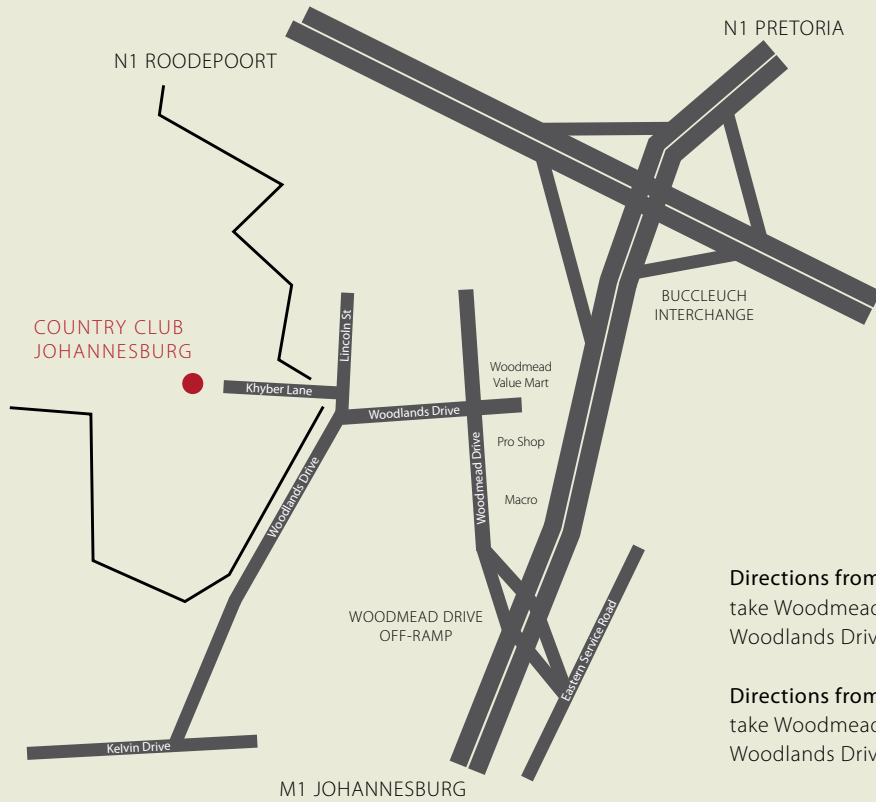 N1 PRETORIA
N1 ROODEPOORT
BUCCLEUCH
INTERCHANGE
COUNTRY CLUB
JOHANNESBURG
Lincoln St
Khyber Lane
Woodmead
Value Mart
Woodlands Drive
Pro Shop
Woodmead Drive
Woodlands Drive
Macro
WOODMEAD DRIVE
OFF-RAMP
Eastern Service Road
Directions from
take Woodmead
Woodlands Driv
Directions from
take Woodmead
Woodlands Driv
Kelvin Drive
M1 JOHANNESBURG